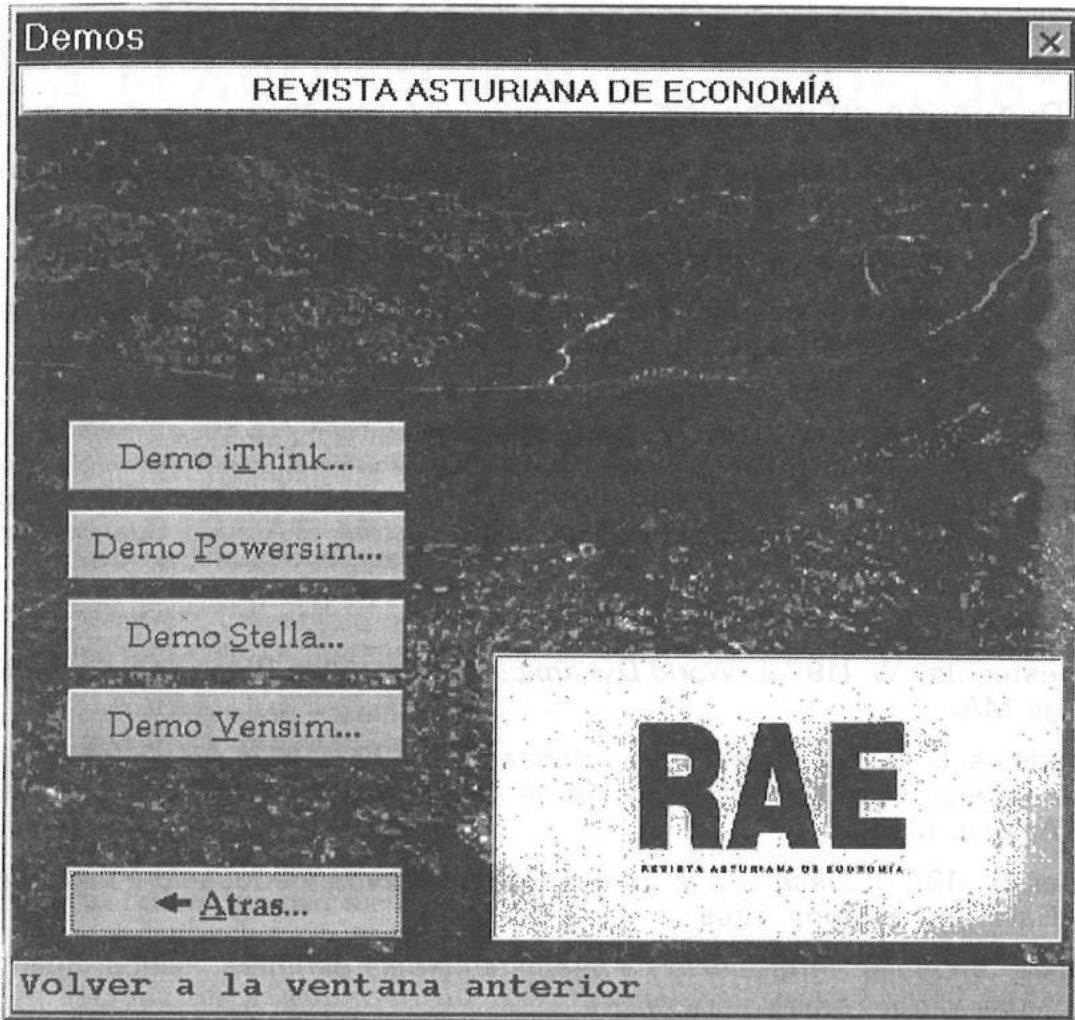 Demos
REVISTA ASTURIANA DE ECONOMÍA
Demo iThink...
Demo Powersim...
Demo Stella...
Demo Vensim...
RAE
REVISTA ASTURIANA DE ECONOMÍA
Atras...
Volver a la ventana anterior